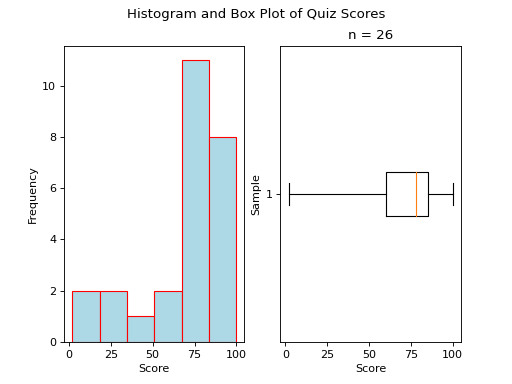 Histogram and Box Plot of Quiz Scores
n = 26
Frequency
0
2
4
6
8
10
0 25 50 75 100
Score
Sample
1
0 25 50 75 100
Score